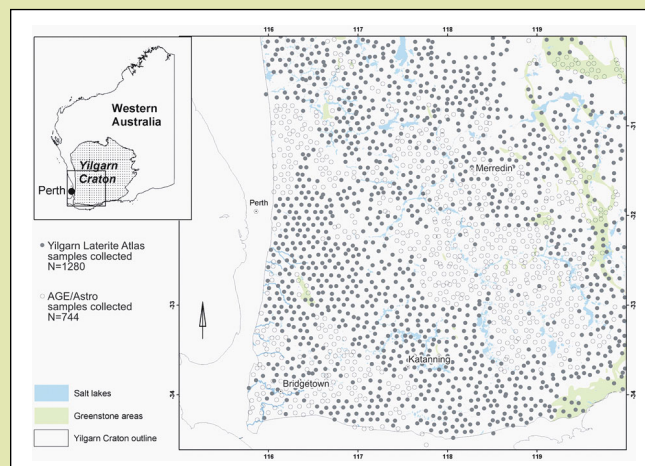 116 117 118 119
Western
Australia
Yilgarn
Craton
Perth
-31
Merredin
Perth
-32
Yilgarn Laterite Atlas
samples collected
N=1280
AGE/Astro
samples collected
N=744
-33
-33
Katanning
Bridgetown
-34
-34
Salt lakes
Greenstone areas
Yilgarn Craton outline
116 117 118 119